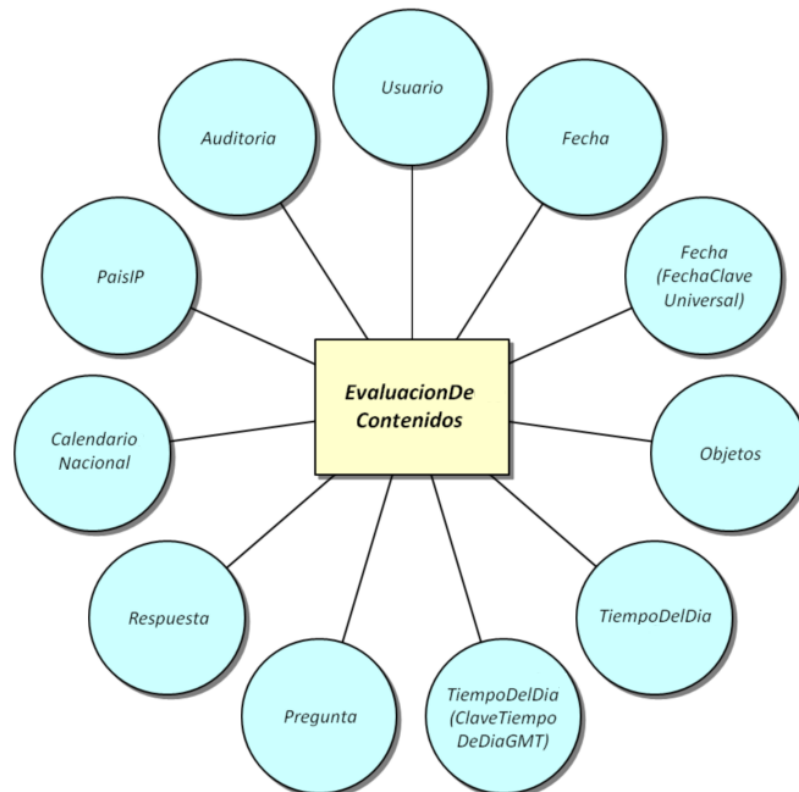 Usuario
Auditoria
Fecha
PaisIP
Fecha
(FechaClave
Universal)
EvaluacionDe
Contenidos
Calendario
Nacional
Objetos
Respuesta
TiempoDelDia
Pregunta
TiempoDelDia
(ClaveTiempo
DeDiaGMT)